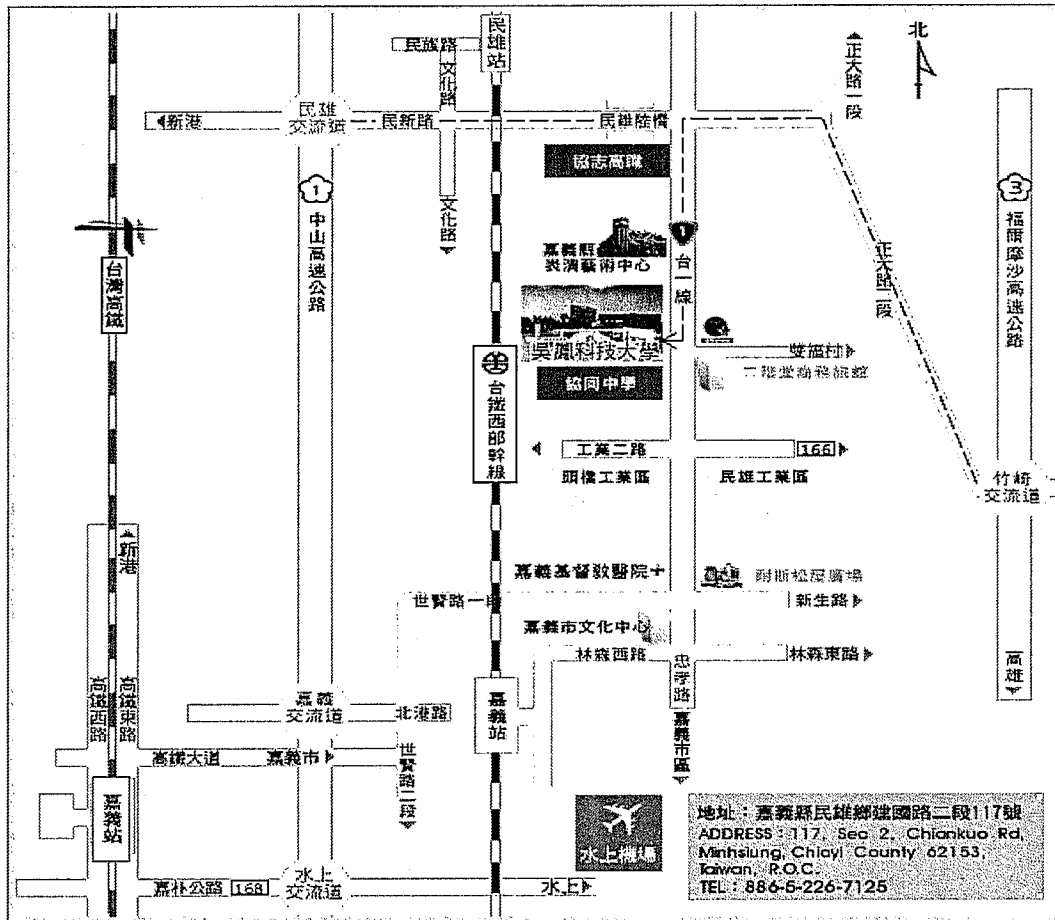 民雄站
民族路
文化路
北
正大路一段
新港
民雄
交流道
民新路
民雄陸橋
協志高職
1
中山高速公路
文化路
嘉義縣
表演藝術中心
1
台一線
正大路二段
3
福爾摩沙高速公路
台灣高鐵
吳鳳科技大學
協同中學
雙福村
台鐵西部幹線
工業二路
166
頭橋工業區
民雄工業區
竹崎
交流道
新港
嘉義基督教醫院
耐斯松屋廣場
世賢路一段
新生路
嘉義市文化中心
林森西路
林森東路
忠孝路
高雄
高鐵西路
高鐵東路
嘉義
交流道
北港路
嘉義站
嘉義市區
高鐵大道
嘉義市
世賢路二段
嘉義站
水上機場
地址：嘉義縣民雄鄉建國路二段117號
ADDRESS：117, Sec 2, Chiankuo Rd,
Minhsiung, Chiayi County 62153,
Taiwan, R.O.C.
TEL：886-5-226-7125
嘉朴公路
168
水上
交流道
水上